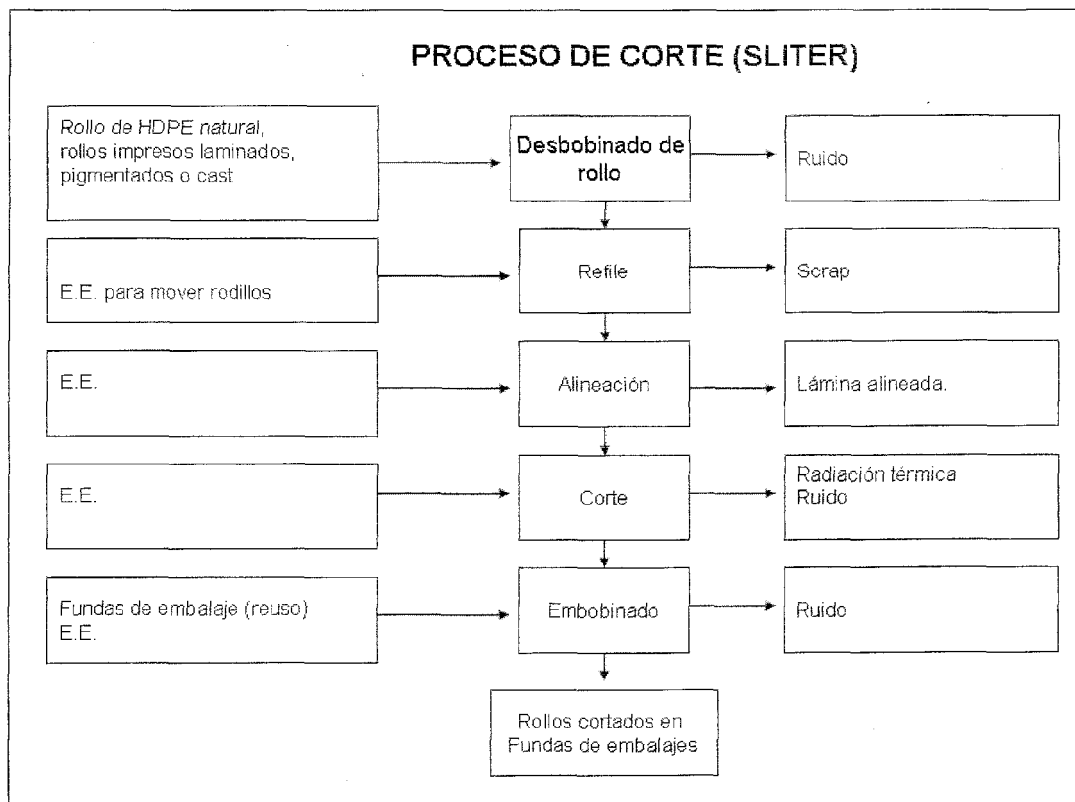 PROCESO DE CORTE (SLITER)
Rollo de HDPE natural,
rollos impresos laminados,
pigmentados o cast
Desbobinado de
rollo
Ruido
E.E. para mover rodillos
Refile
Scrap
E.E.
Alineación
Lámina alineada.
E.E.
Corte
Radiación térmica
Ruido
Fundas de embalaje (reuso)
E.E.
Embobinado
Ruido
Rollos cortados en
Fundas de embalajes